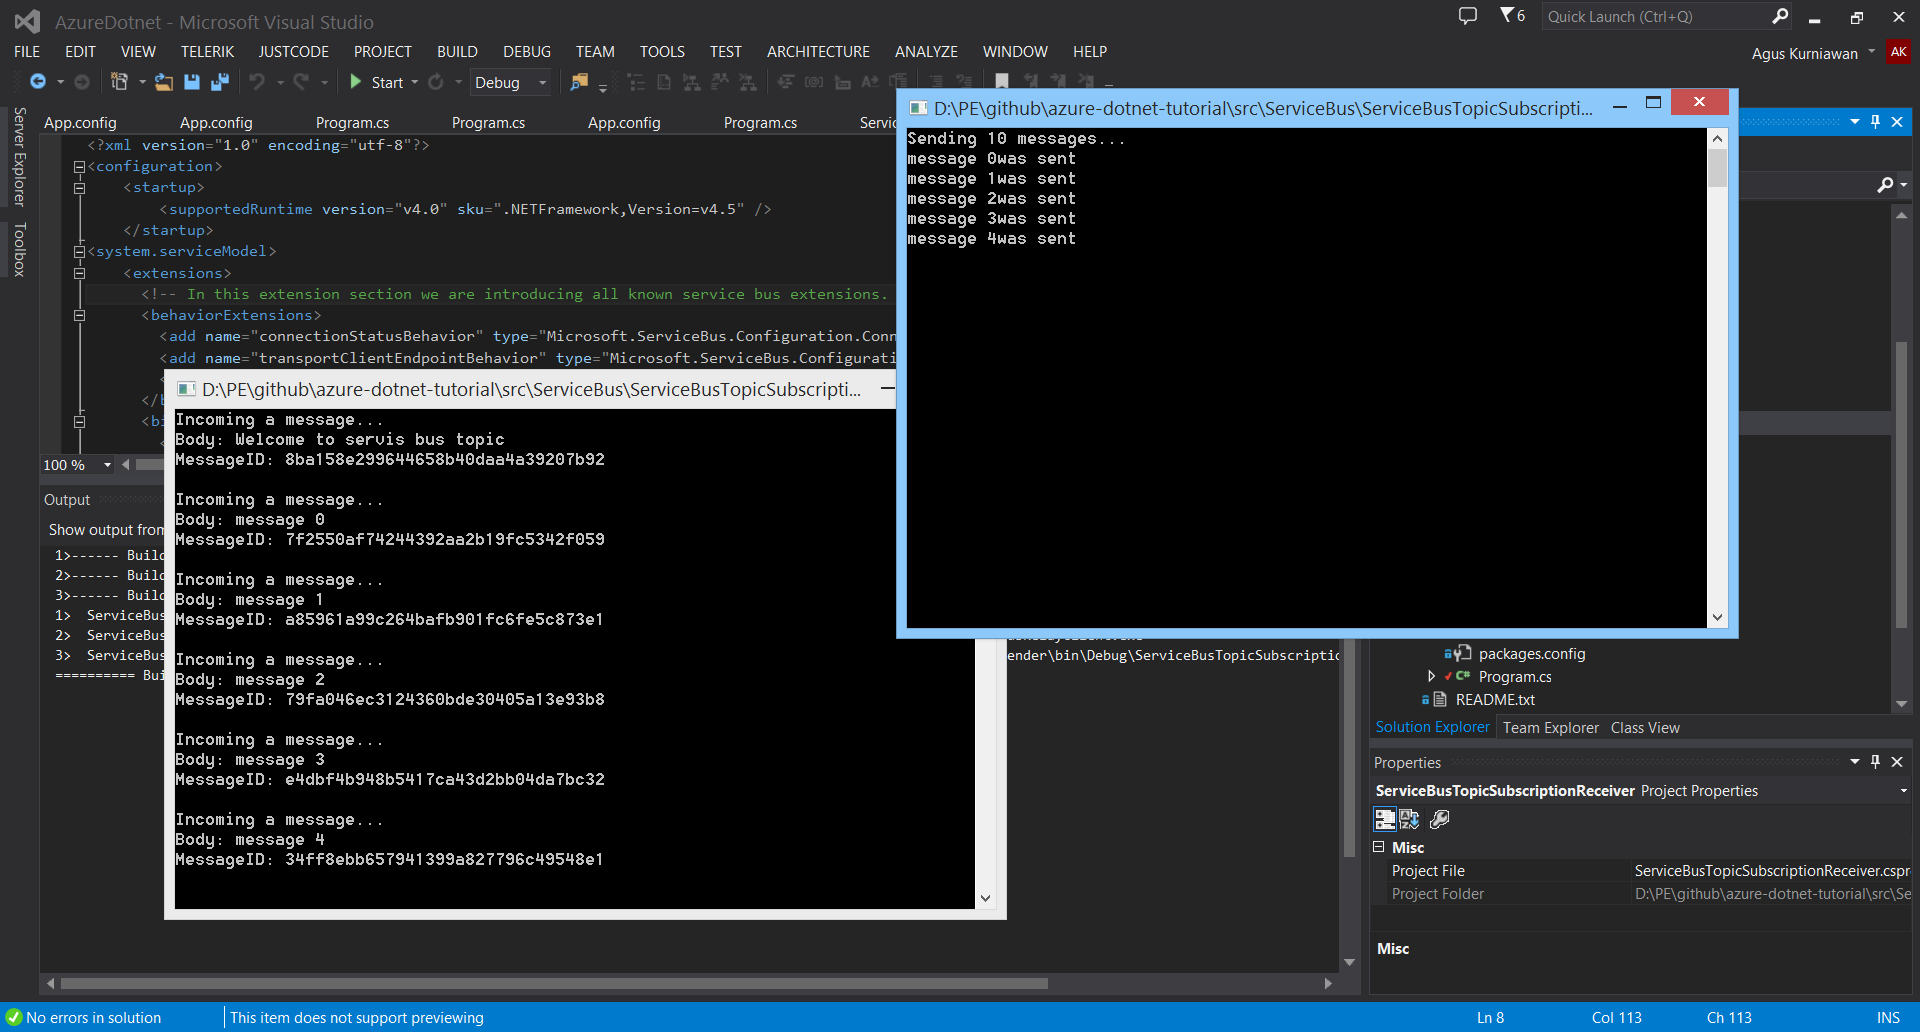 AzureDotnet - Microsoft Visual Studio
6
Quick Launch (Ctrl+Q)
FILE EDIT VIEW TELERIK JUSTCODE PROJECT BUILD DEBUG TEAM TOOLS TEST ARCHITECTURE ANALYZE WINDOW HELP
Agus Kurniawan AK
Start Debug
Server Explorer
Toolbox
App.config App.config Program.cs Program.cs App.config Program.cs Servic
<?xml version="1.0" encoding="utf-8"?>
<configuration>
<startup>
<supportedRuntime version="v4.0" sku=".NETFramework,Version=v4.5" />
</startup>
<system.serviceModel>
<extensions>
<!-- In this extension section we are introducing all known service bus extensions.
<behaviorExtensions>
<add name="connectionStatusBehavior" type="Microsoft.ServiceBus.Configuration.Conn
<add name="transportClientEndpointBehavior" type="Microsoft.ServiceBus.Configurati
<
</b
<bi
<
100 %
D:\PE\github\azure-dotnet-tutorial\src\ServiceBus\ServiceBusTopicSubscripti...
Sending 10 messages...
message 0was sent
message 1was sent
message 2was sent
message 3was sent
message 4was sent
D:\PE\github\azure-dotnet-tutorial\src\ServiceBus\ServiceBusTopicSubscripti...
Incoming a message...
Body: Welcome to servis bus topic
MessageID: 8ba158e299644658b40daa4a39207b92
Incoming a message...
Body: message 0
MessageID: 7f2550af74244392aa2b19fc5342f059
Incoming a message...
Body: message 1
MessageID: a85961a99c264bafb901fc6fe5c873e1
Incoming a message...
Body: message 2
MessageID: 79fa046ec3124360bde30405a13e93b8
Incoming a message...
Body: message 3
MessageID: e4dbf4b948b5417ca43d2bb04da7bc32
Incoming a message...
Body: message 4
MessageID: 34ff8ebb657941399a827796c49548e1
Output
Show output from
1>------ Build
2>------ Build
3>------ Build
1> ServiceBus
2> ServiceBus
3> ServiceBus
========== Bui
ender\bin\Debug\ServiceBusTopicSubscriptic
packages.config
C# Program.cs
README.txt
Solution Explorer Team Explorer Class View
Properties
ServiceBusTopicSubscriptionReceiver Project Properties
Misc
Project File ServiceBusTopicSubscriptionReceiver.cspr
Project Folder D:\PE\github\azure-dotnet-tutorial\src\Se
Misc
No errors in solution
This item does not support previewing
Ln 8 Col 113 Ch 113 INS